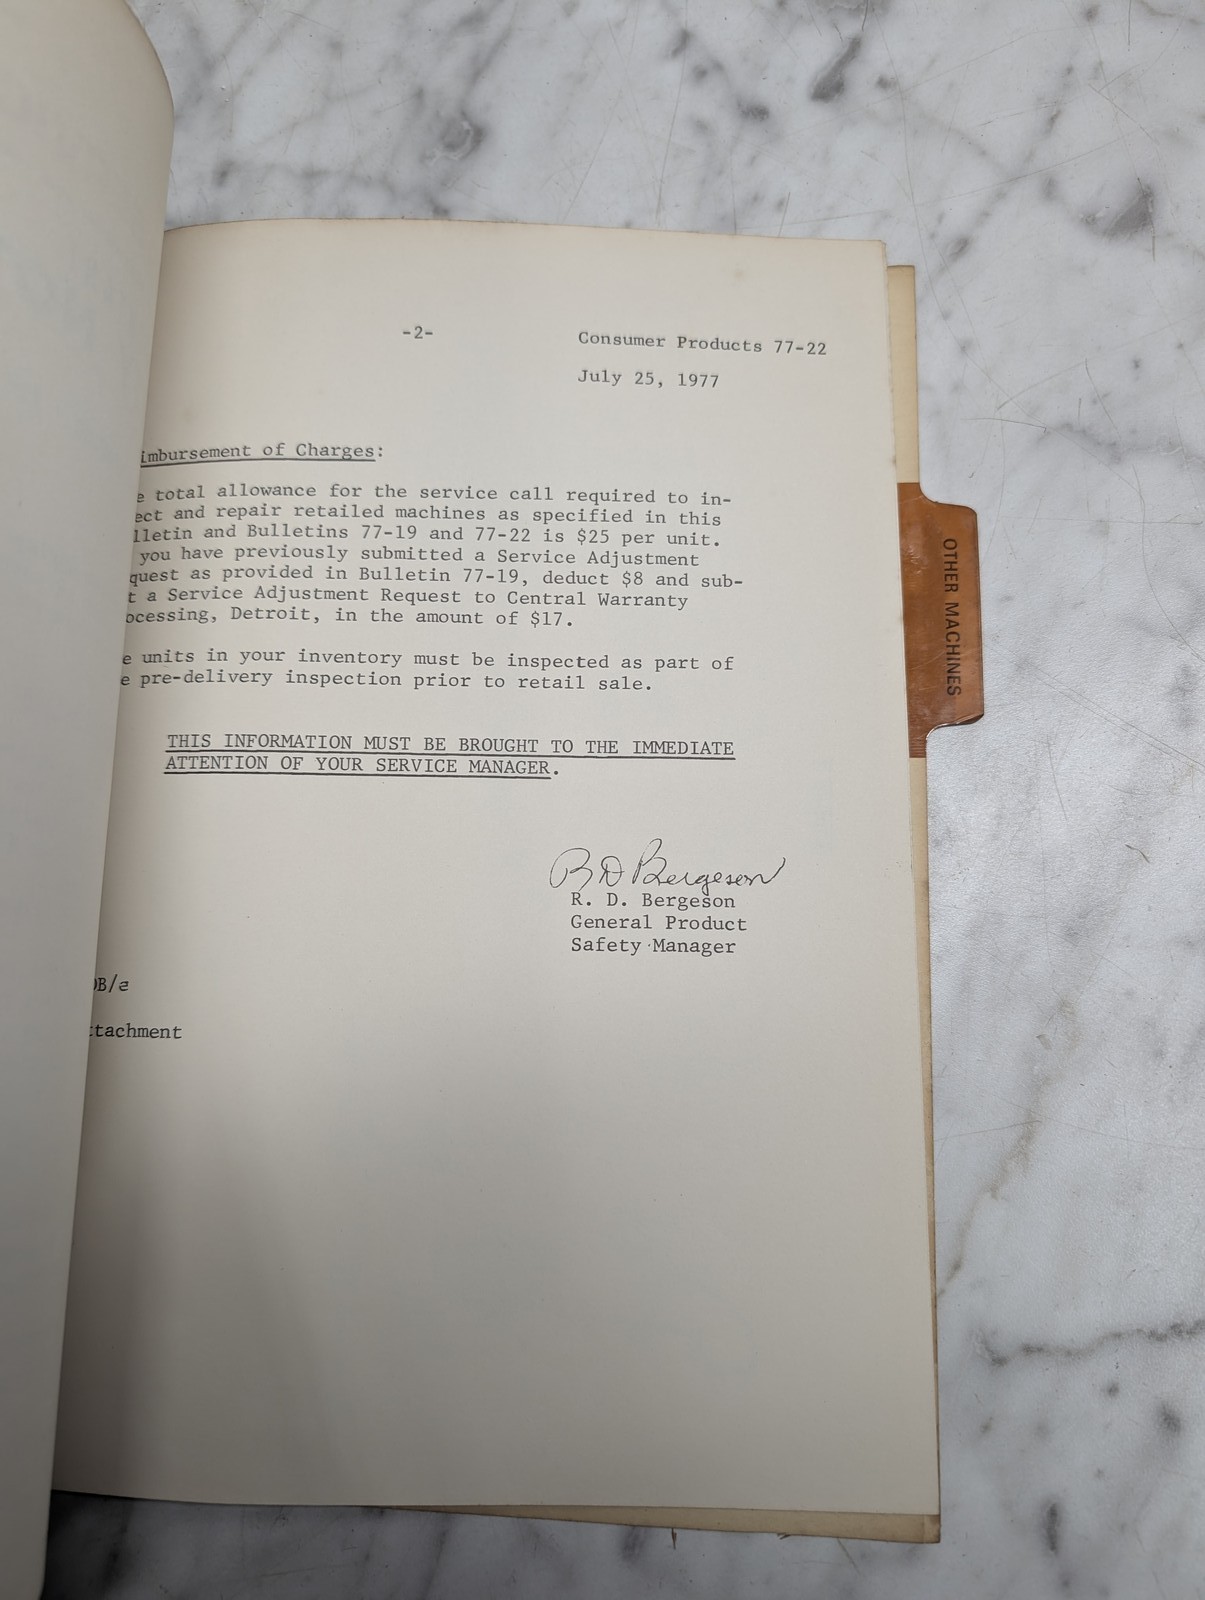 -2-
Consumer Products 77-22
July 25, 1977
imbursement of Charges:
e total allowance for the service call required to in-
ect and repair retailed machines as specified in this
lletin and Bulletins 77-19 and 77-22 is $25 per unit.
you have previously submitted a Service Adjustment
quest as provided in Bulletin 77-19, deduct $8 and sub-
t a Service Adjustment Request to Central Warranty
ocessing, Detroit, in the amount of $17.
e units in your inventory must be inspected as part of
e pre-delivery inspection prior to retail sale.
THIS INFORMATION MUST BE BROUGHT TO THE IMMEDIATE
ATTENTION OF YOUR SERVICE MANAGER.
R D Bergeson
R. D. Bergeson
General Product
Safety Manager
DB/e
ttachment
OTHER MACHINES